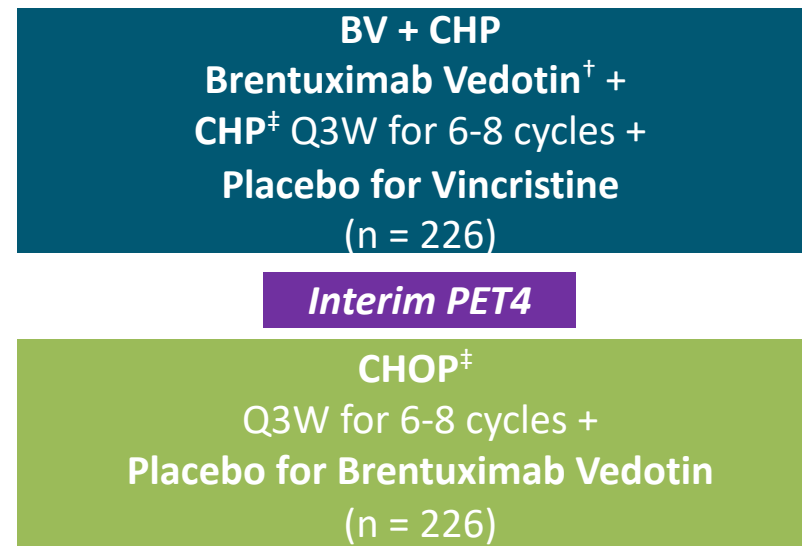 BV + CHP
Brentuximab Vedotin† +
CHP‡ Q3W for 6-8 cycles +
Placebo for Vincristine
(n = 226)
Interim PET4
CHOP‡
Q3W for 6-8 cycles +
Placebo for Brentuximab Vedotin
(n = 226)